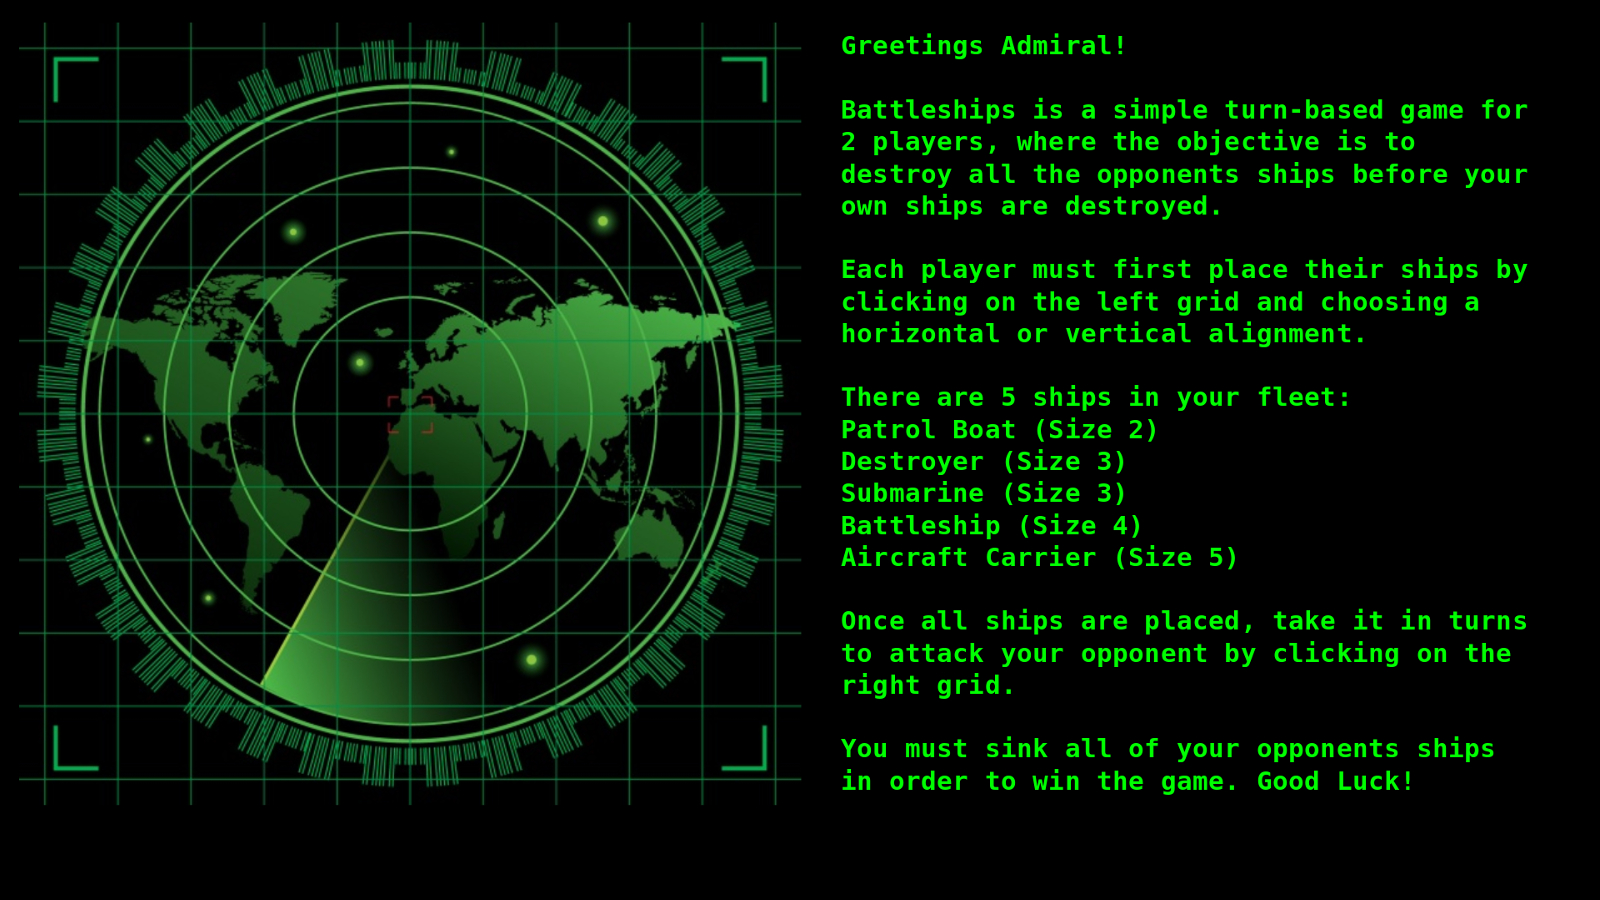 Greetings Admiral!
Battleships is a simple turn-based game for
2 players, where the objective is to
destroy all the opponents ships before your
own ships are destroyed.
Each player must first place their ships by
clicking on the left grid and choosing a
horizontal or vertical alignment.
There are 5 ships in your fleet:
Patrol Boat (Size 2)
Destroyer (Size 3)
Submarine (Size 3)
Battleship (Size 4)
Aircraft Carrier (Size 5)
Once all ships are placed, take it in turns
to attack your opponent by clicking on the
right grid.
You must sink all of your opponents ships
in order to win the game. Good Luck!